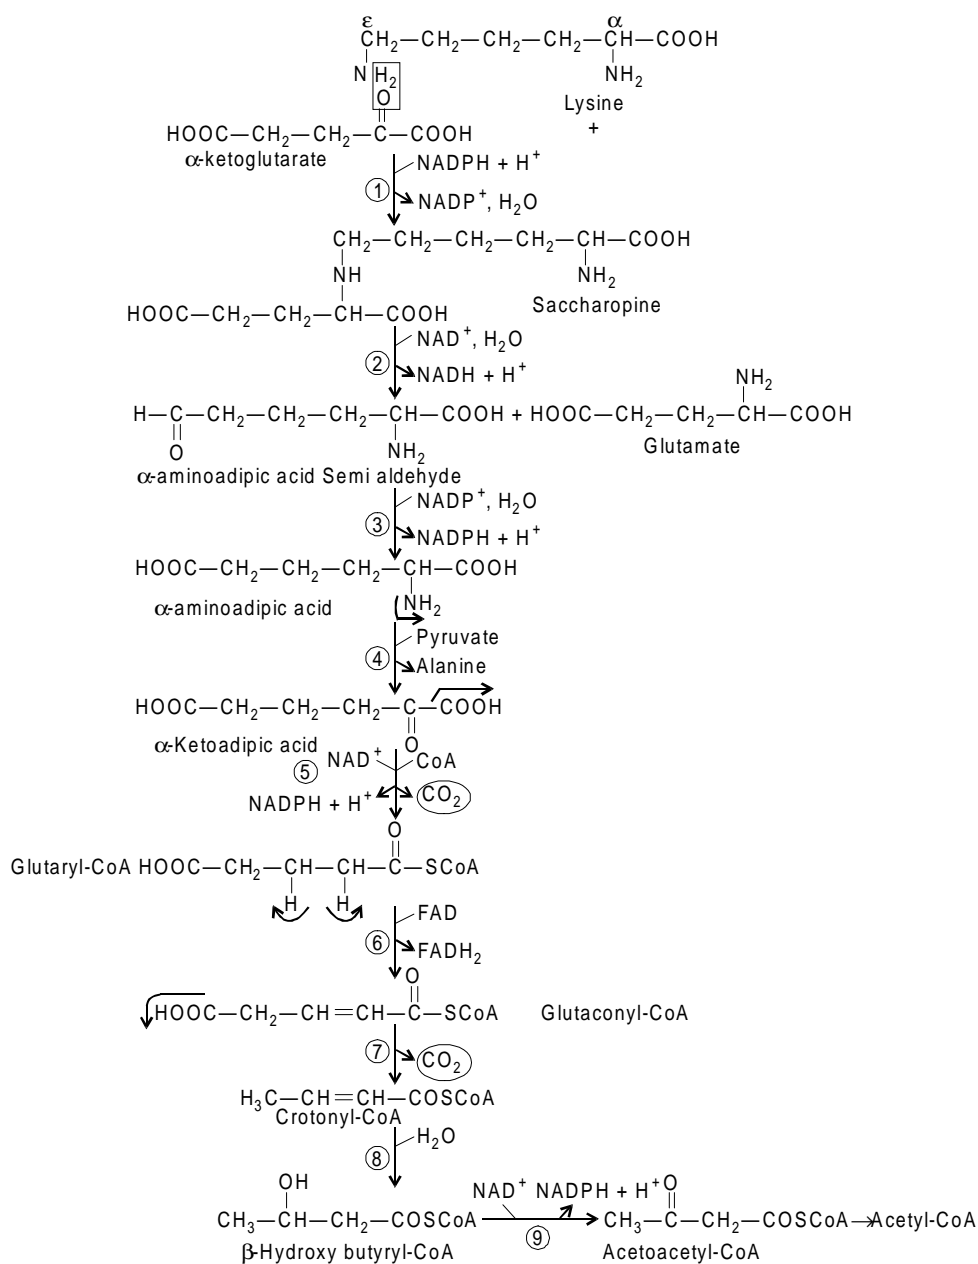 ε α
CH₂—CH₂—CH₂—CH₂—CH—COOH
N H₂ NH₂
O Lysine
+
HOOC—CH₂—CH₂—C—COOH
α-ketoglutarate
NADPH + H⁺
①
NADP⁺, H₂O
CH₂—CH₂—CH₂—CH₂—CH—COOH
NH NH₂
Saccharopine
HOOC—CH₂—CH₂—CH—COOH
NAD⁺, H₂O
②
NADH + H⁺
NH₂
H—C—CH₂—CH₂—CH₂—CH—COOH + HOOC—CH₂—CH₂—CH—COOH
O NH₂ Glutamate
α-aminoadipic acid Semi aldehyde
NADP⁺, H₂O
③
NADPH + H⁺
HOOC—CH₂—CH₂—CH₂—CH—COOH
α-aminoadipic acid NH₂
Pyruvate
④
Alanine
HOOC—CH₂—CH₂—CH₂—C—COOH
α-Ketoadipic acid O
NAD⁺ CoA
⑤
NADPH + H⁺ CO₂
O
Glutaryl-CoA HOOC—CH₂—CH—CH—C—SCoA
H H
FAD
⑥
FADH₂
O
HOOC—CH₂—CH=CH—C—SCoA Glutaconyl-CoA
⑦ CO₂
H₃C—CH=CH—COSCoA
Crotonyl-CoA
H₂O
⑧
OH NAD⁺ NADPH + H⁺ O
CH₃—CH—CH₂—COSCoA CH₃—C—CH₂—COSCoA→Acetyl-CoA
⑨
β-Hydroxy butyryl-CoA Acetoacetyl-CoA